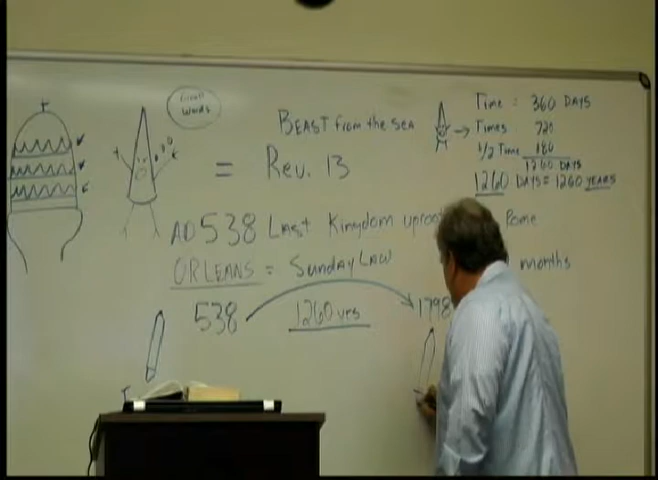 Great
Words
BEAST from the sea
= Rev. 13
Time : 360 DAYS
Times 720
1/2 Time 180
1260 DAYS
1260 DAYS = 1260 YEARS
AD 538 Last Kingdom Rome
ORLEANS = Sunday Law months
538 1260 yrs 1798